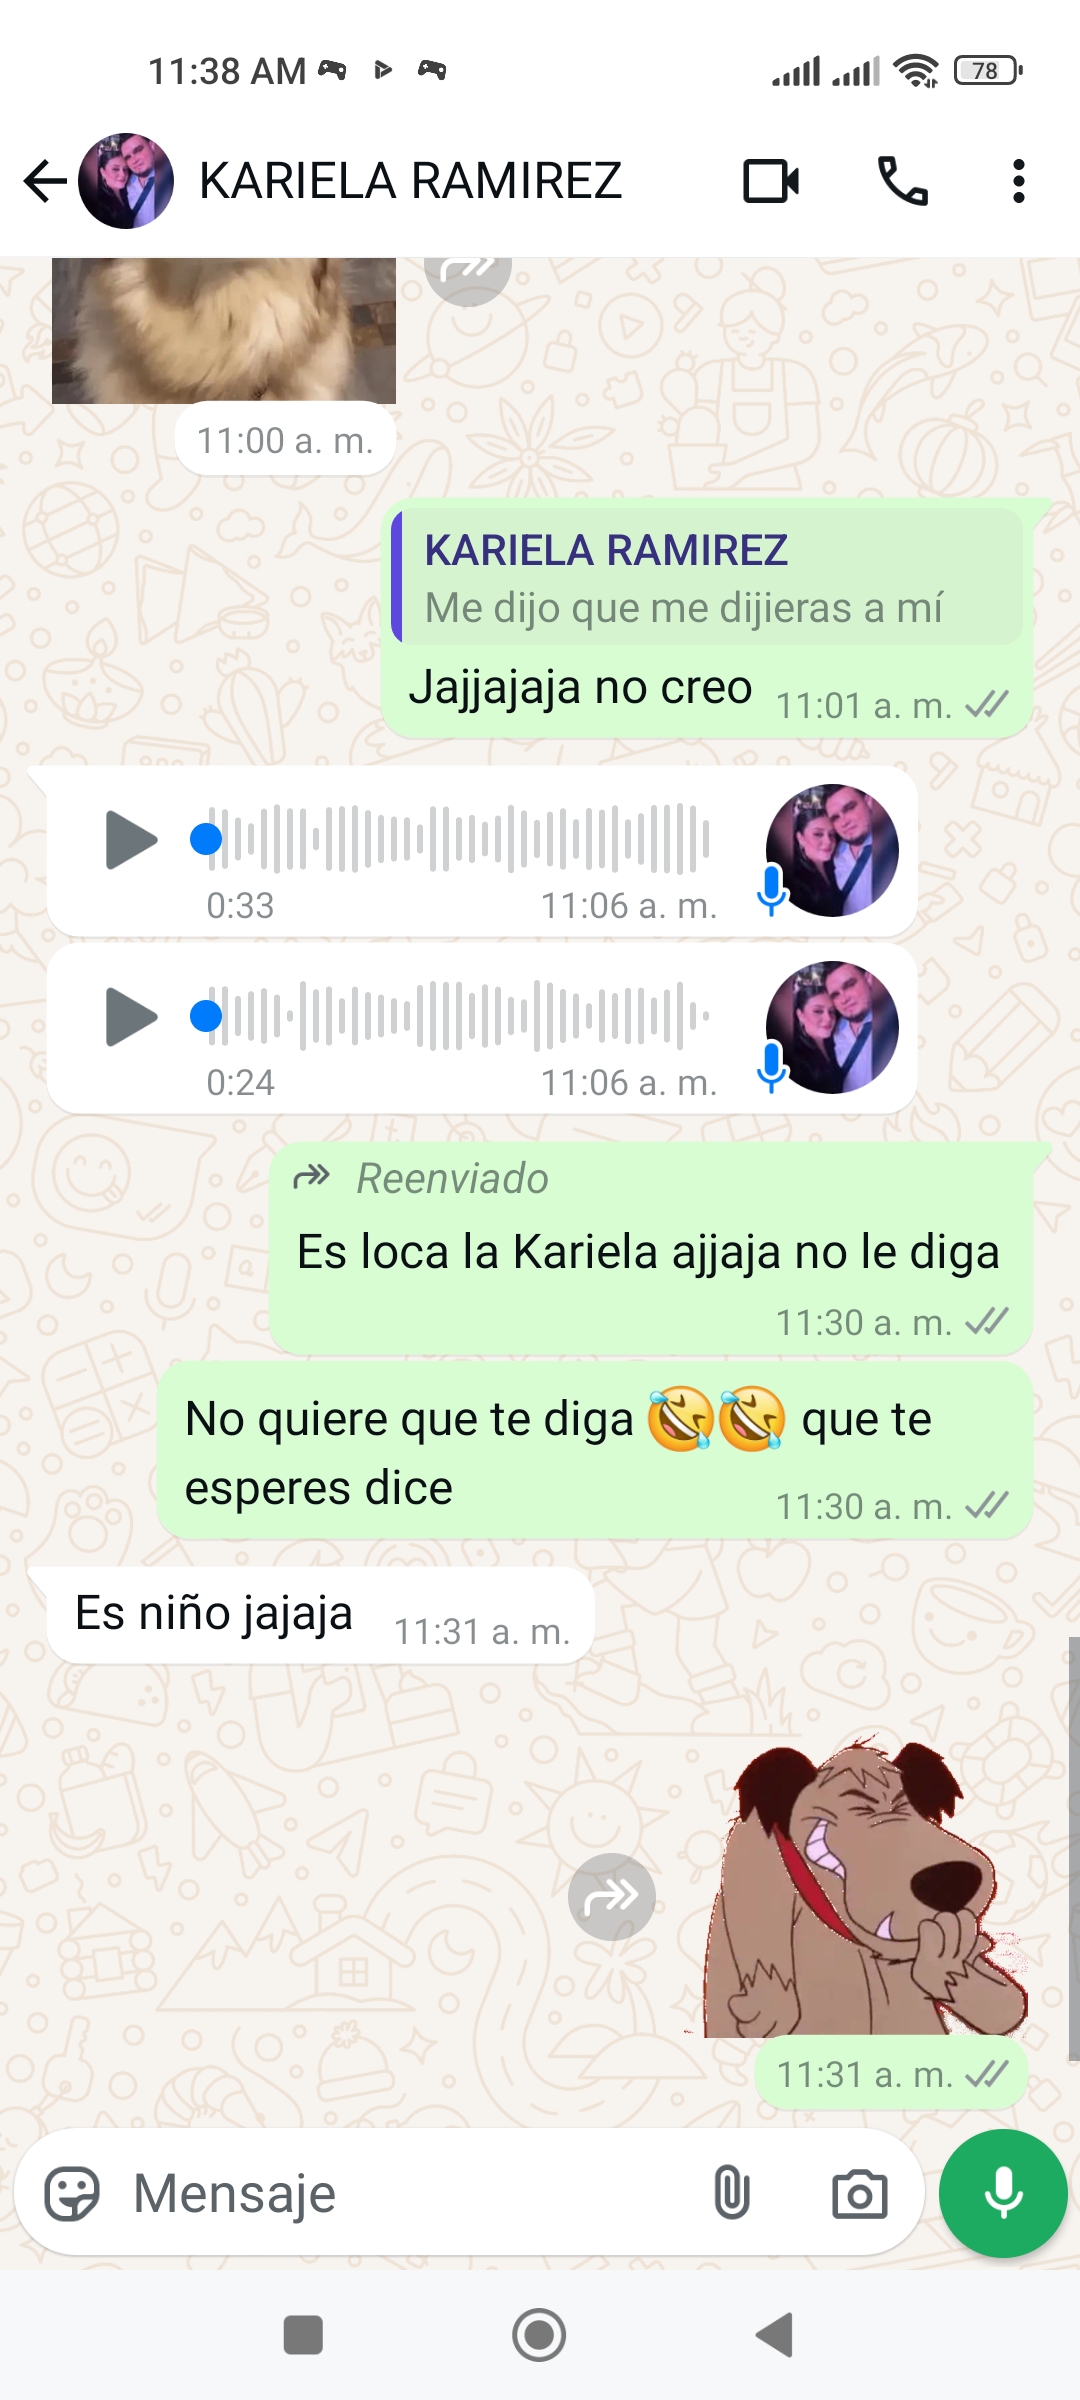 11:38 AM
78
KARIELA RAMIREZ
11:00 a. m.
KARIELA RAMIREZ
Me dijo que me dijieras a mí
Jajjajaja no creo 11:01 a. m.
0:33 11:06 a. m.
0:24 11:06 a. m.
Reenviado
Es loca la Kariela ajjaja no le diga
11:30 a. m.
No quiere que te diga 🤣🤣 que te
esperes dice 11:30 a. m.
Es niño jajaja 11:31 a. m.
11:31 a. m.
Mensaje